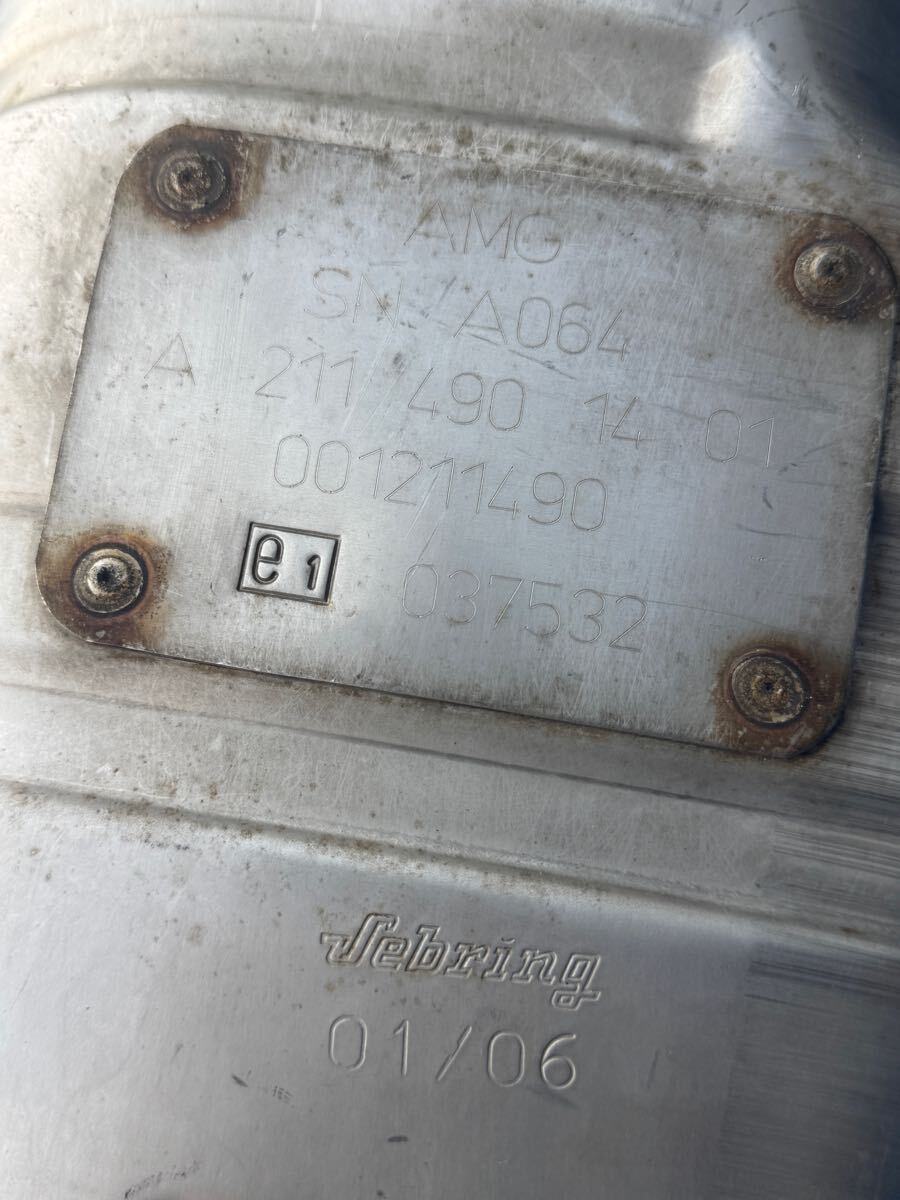 AMG
SN A064
A 211 490 14 01
001211490
e1 037532
Sebring
01/06